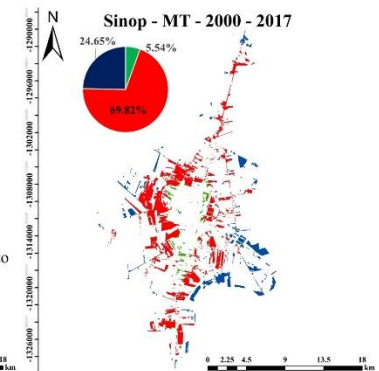 Sinop - MT - 2000 - 2017
N
24.65%
5.54%
69.82%
-1290000
-1296000
-1302000
-1308000
-1314000
-1320000
-1326000
O
18
km
0 2.25 4.5 9 13.5 18
km